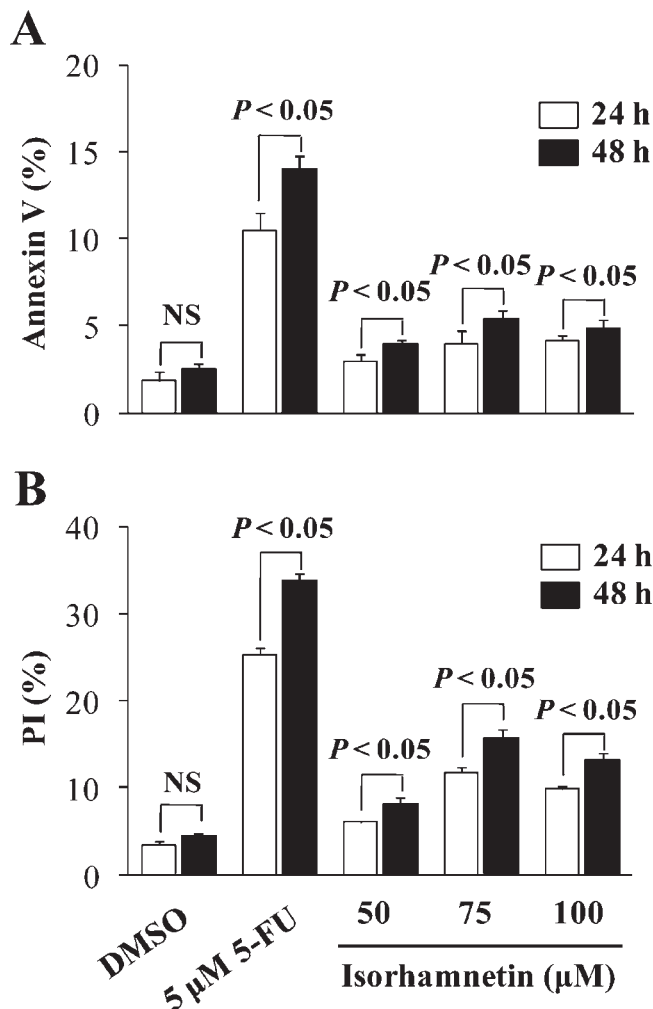 A
Annexin V (%)
20
15
10
5
0
24 h
48 h
NS
P < 0.05
P < 0.05
P < 0.05
P < 0.05
B
PI (%)
40
30
20
10
0
24 h
48 h
NS
P < 0.05
P < 0.05
P < 0.05
P < 0.05
DMSO
5 µM 5-FU
50
75
100
Isorhamnetin (µM)